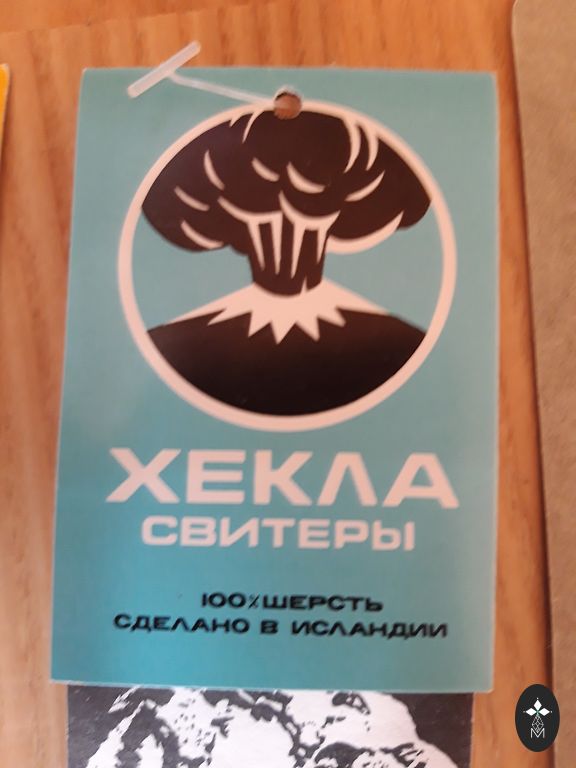 ХЕКЛА
СВИТЕРЫ
100% ШЕРСТЬ
СДЕЛАНО В ИСЛАНДИИ
M